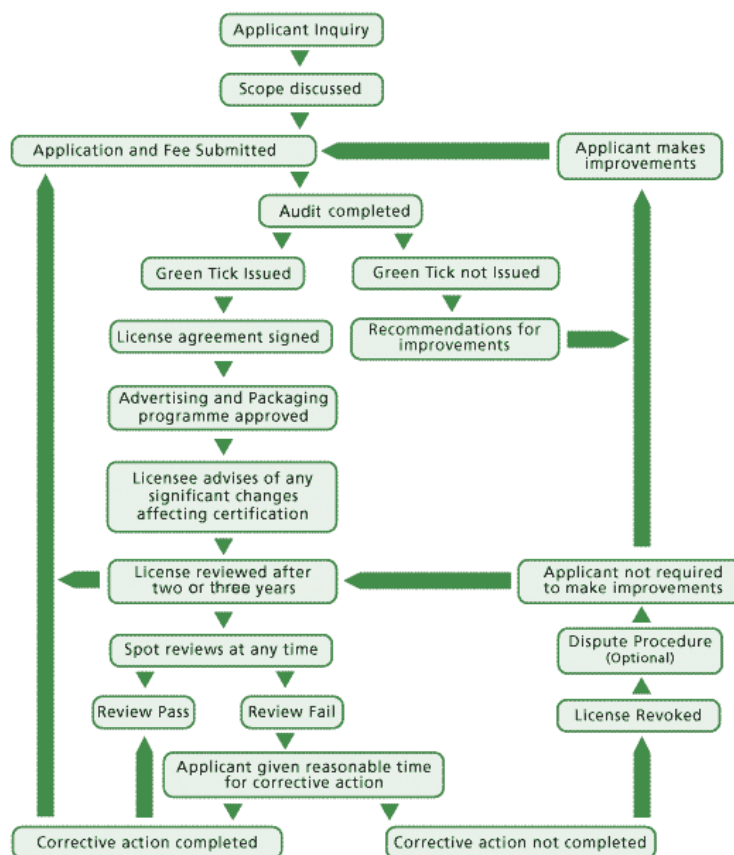 Applicant Inquiry
Scope discussed
Application and Fee Submitted
Applicant makes
improvements
Audit completed
Green Tick Issued
Green Tick not Issued
License agreement signed
Recommendations for
improvements
Advertising and Packaging
programme approved
Licensee advises of any
significant changes
affecting certification
License reviewed after
two or three years
Applicant not required
to make improvements
Spot reviews at any time
Dispute Procedure
(Optional)
Review Pass
Review Fail
License Revoked
Applicant given reasonable time
for corrective action
Corrective action completed
Corrective action not completed